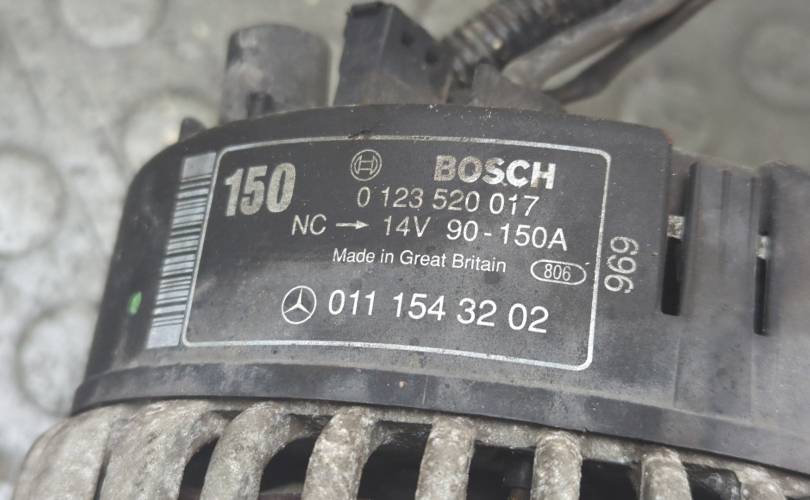 150
BOSCH
0 123 520 017
NC → 14V 90-150A
Made in Great Britain 806
011 154 32 02
969